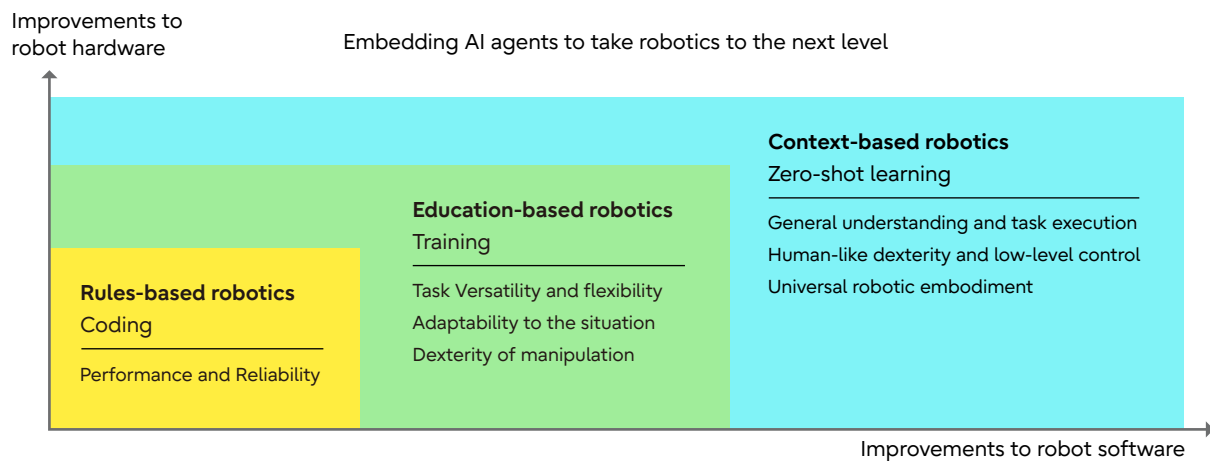 Improvements to
robot hardware
Embedding AI agents to take robotics to the next level
Context-based robotics
Zero-shot learning
General understanding and task execution
Human-like dexterity and low-level control
Universal robotic embodiment
Education-based robotics
Training
Task Versatility and flexibility
Adaptability to the situation
Dexterity of manipulation
Rules-based robotics
Coding
Performance and Reliability
Improvements to robot software